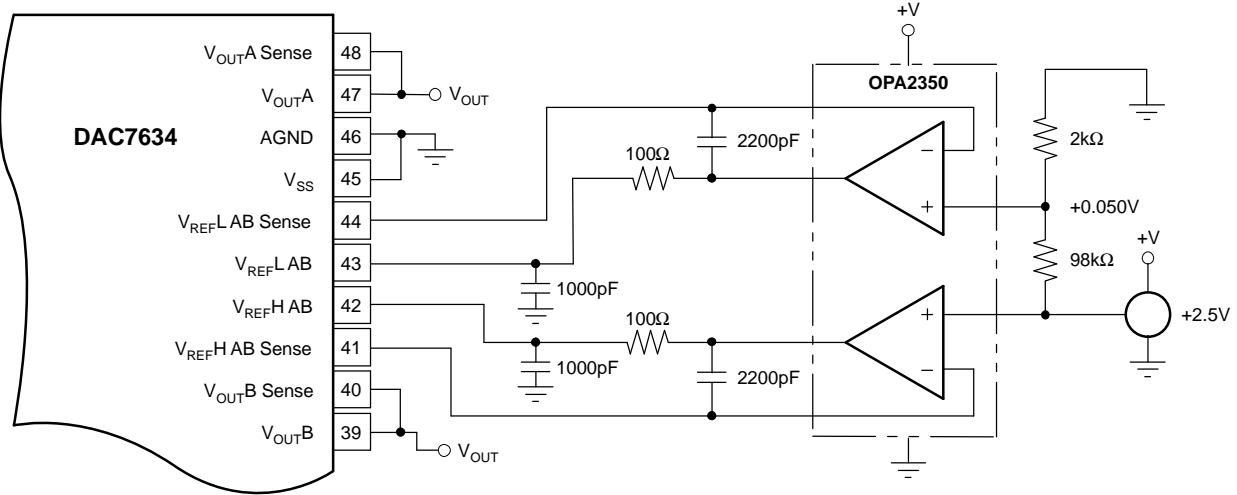 +V
OPA2350
V_OUT A Sense 48
V_OUT A 47
V_OUT
DAC7634
AGND 46
2200pF
2kΩ
100Ω
V_SS 45
V_REF L AB Sense 44
+0.050V
+V
V_REF L AB 43
98kΩ
1000pF
V_REF H AB 42
100Ω
+2.5V
V_REF H AB Sense 41
1000pF
2200pF
V_OUT B Sense 40
V_OUT B 39
V_OUT